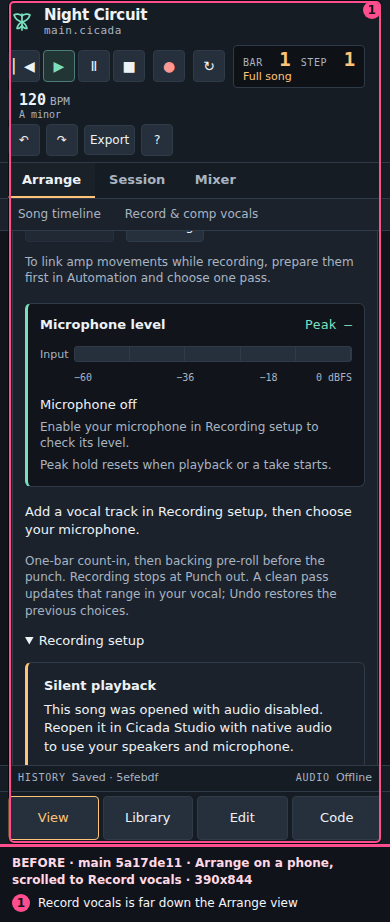 Night Circuit
1
main.cicada
BAR 1 STEP 1
Full song
120 BPM
A minor
Export ?
Arrange Session Mixer
Song timeline Record & comp vocals
To link amp movements while recording, prepare them
first in Automation and choose one pass.
Microphone level Peak —
Input
−60 −36 −18 0 dBFS
Microphone off
Enable your microphone in Recording setup to
check its level.
Peak hold resets when playback or a take starts.
Add a vocal track in Recording setup, then choose
your microphone.
One-bar count-in, then backing pre-roll before the
punch. Recording stops at Punch out. A clean pass
updates that range in your vocal; Undo restores the
previous choices.
▼ Recording setup
Silent playback
This song was opened with audio disabled.
Reopen it in Cicada Studio with native audio
to use your speakers and microphone.
HISTORY Saved · 5efebdf AUDIO Offline
View Library Edit Code
BEFORE · main 5a17de11 · Arrange on a phone,
scrolled to Record vocals · 390x844
1 Record vocals is far down the Arrange view